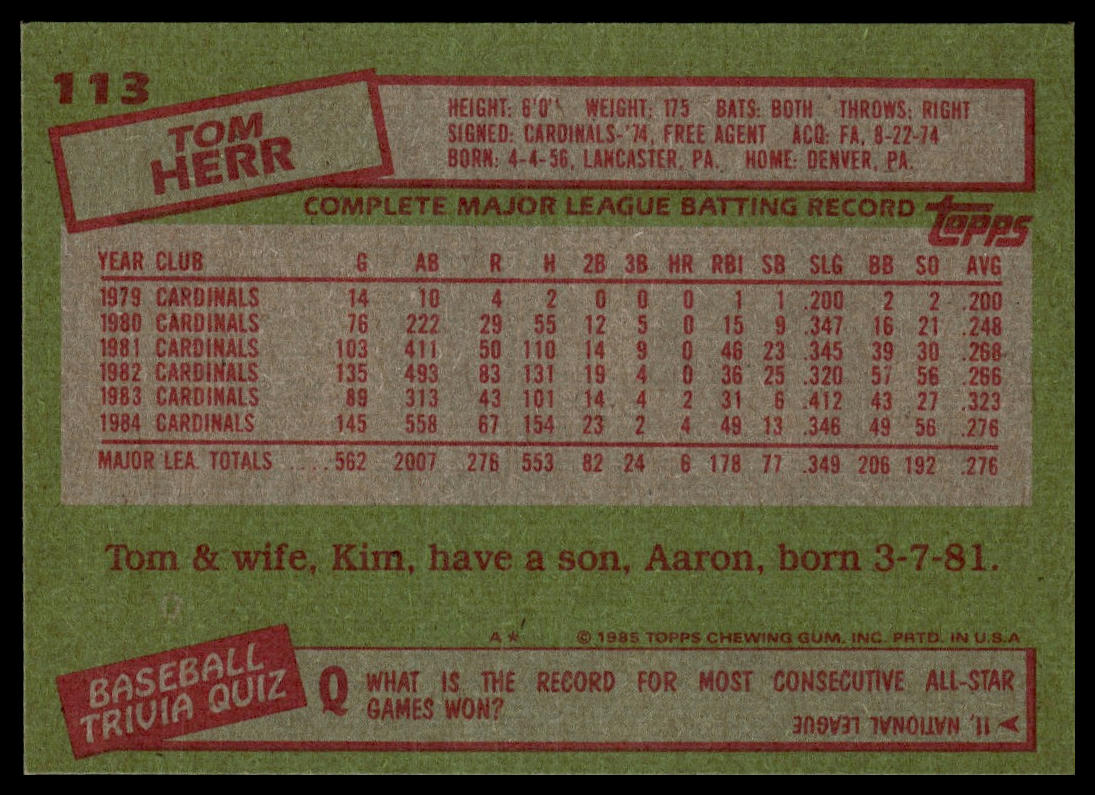 113
TOM
HERR
HEIGHT: 6'0" WEIGHT: 175 BATS: BOTH THROWS: RIGHT
SIGNED: CARDINALS-'74, FREE AGENT ACQ: FA, 8-22-74
BORN: 4-4-56, LANCASTER, PA. HOME: DENVER, PA.
COMPLETE MAJOR LEAGUE BATTING RECORD topps
YEAR CLUB G AB R H 2B 3B HR RBI SB SLG BB SO AVG
1979 CARDINALS 14 10 4 2 0 0 0 1 1 .200 2 2 .200
1980 CARDINALS 76 222 29 55 12 5 0 15 9 .347 16 21 .248
1981 CARDINALS 103 411 50 110 14 9 0 46 23 .345 39 30 .268
1982 CARDINALS 135 493 83 131 19 4 0 36 25 .320 57 56 .266
1983 CARDINALS 89 313 43 101 14 4 2 31 6 .412 43 27 .323
1984 CARDINALS 145 558 67 154 23 2 4 49 13 .346 49 56 .276
MAJOR LEA. TOTALS ....562 2007 276 553 82 24 6 178 77 .349 206 192 .276
Tom & wife, Kim, have a son, Aaron, born 3-7-81.
A* © 1985 TOPPS CHEWING GUM, INC. PRTD. IN U.S.A
BASEBALL
TRIVIA QUIZ
Q WHAT IS THE RECORD FOR MOST CONSECUTIVE ALL-STAR
GAMES WON?
A 11, NATIONAL LEAGUE